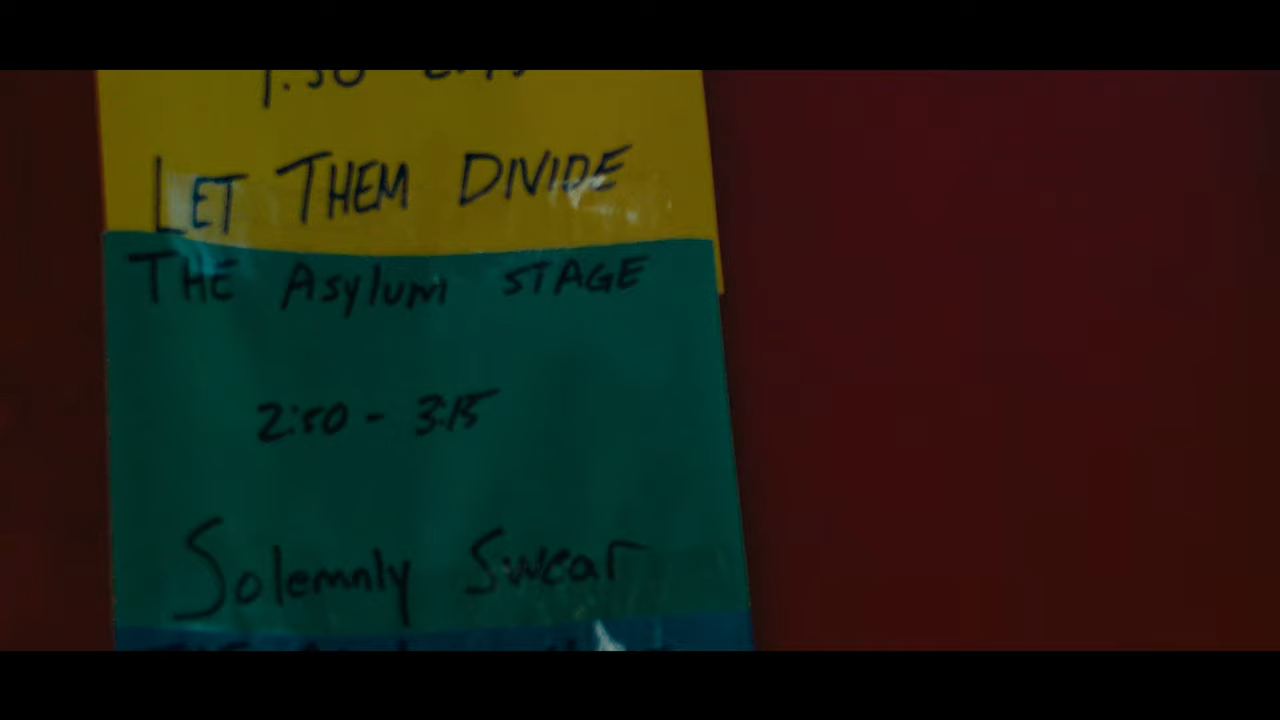 LET THEM DIVIDE
THE Asylum STAGE
2:50 - 3:15
Solemnly Swear